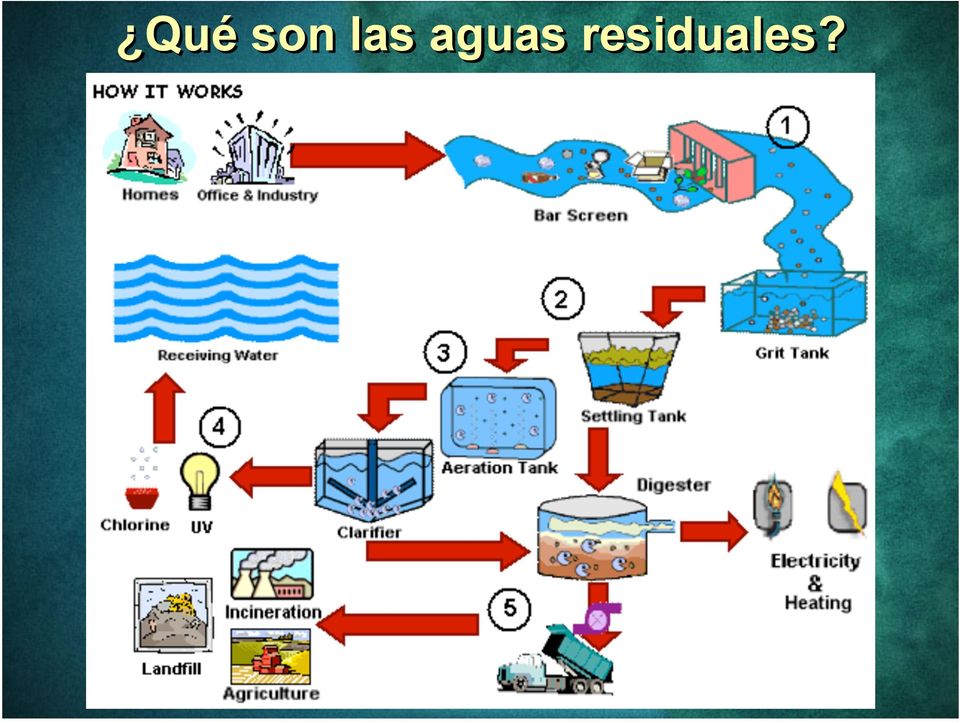 ¿Qué son las aguas residuales?
HOW IT WORKS
1
Homes
Office & Industry
Bar Screen
2
Receiving Water
3
Grit Tank
Settling Tank
4
Aeration Tank
Digester
Chlorine
UV
Clarifier
Electricity
&
Heating
Incineration
5
Landfill
Agriculture